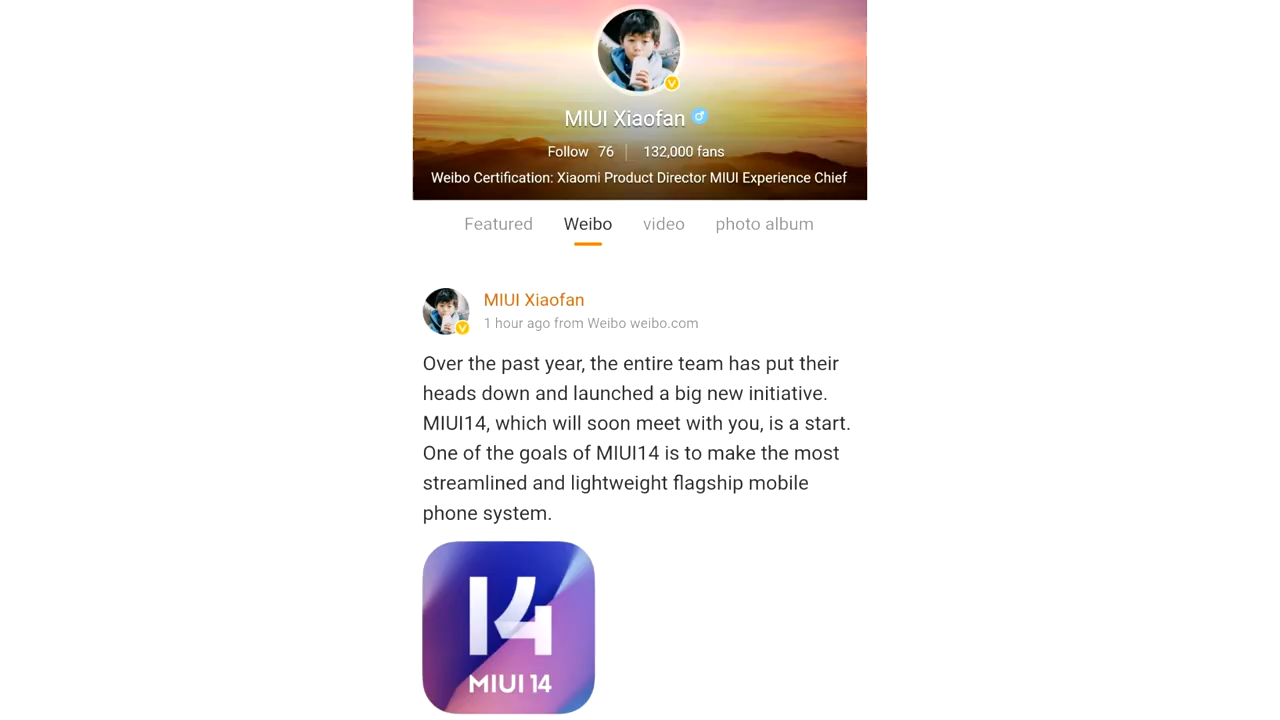 MIUI Xiaofan
Follow 76 132,000 fans
Weibo Certification: Xiaomi Product Director MIUI Experience Chief
Featured Weibo video photo album
MIUI Xiaofan
1 hour ago from Weibo weibo.com
Over the past year, the entire team has put their
heads down and launched a big new initiative.
MIUI14, which will soon meet with you, is a start.
One of the goals of MIUI14 is to make the most
streamlined and lightweight flagship mobile
phone system.
14
MIUI 14